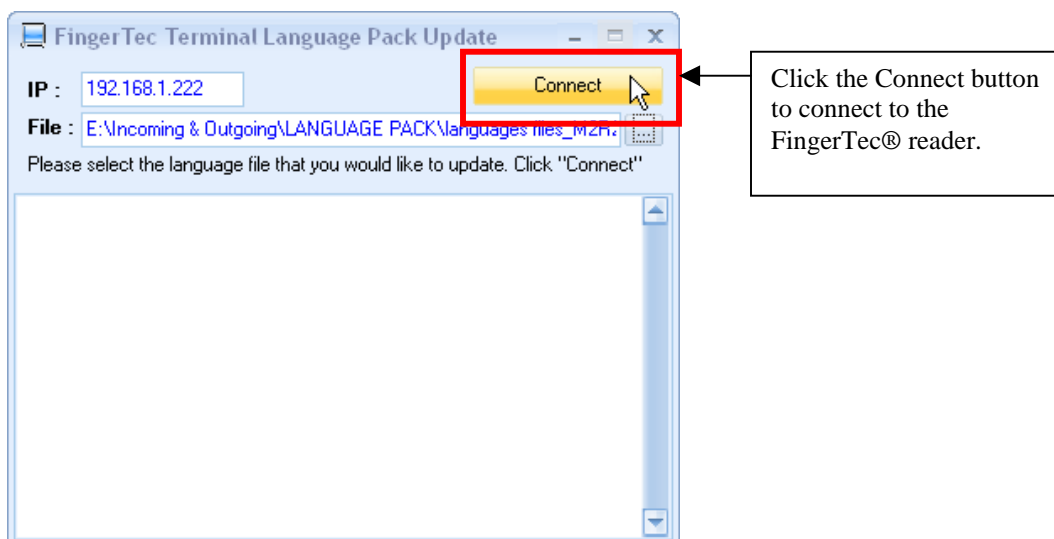 FingerTec Terminal Language Pack Update
IP : 192.168.1.222
Connect
File : E:\Incoming & Outgoing\LANGUAGE PACK\languages files_M2R2
...
Please select the language file that you would like to update. Click "Connect"
Click the Connect button
to connect to the
FingerTec® reader.